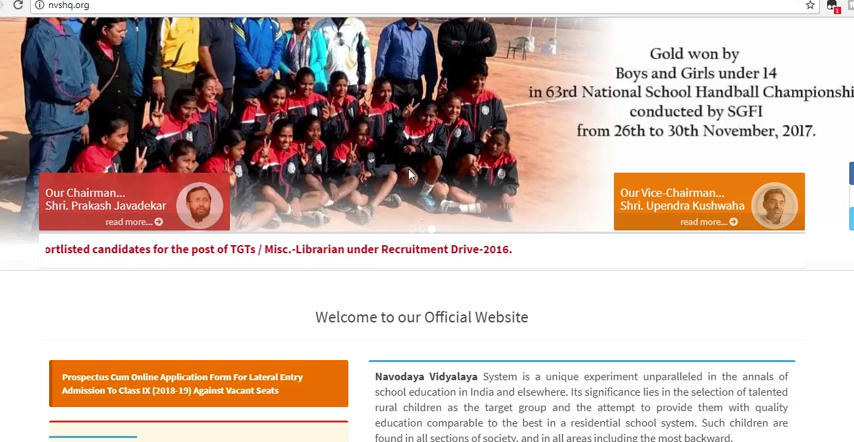 nvshq.org
Gold won by
Boys and Girls under 14
in 63rd National School Handball Championshi
conducted by SGFI
from 26th to 30th November, 2017.
Our Chairman...
Shri. Prakash Javadekar
read more...
Our Vice-Chairman...
Shri. Upendra Kushwaha
read more...
ortlisted candidates for the post of TGTs / Misc.-Librarian under Recruitment Drive-2016.
Welcome to our Official Website
Prospectus Cum Online Application Form For Lateral Entry
Admission To Class IX (2018-19) Against Vacant Seats
Navodaya Vidyalaya System is a unique experiment unparalleled in the annals of
school education in India and elsewhere. Its significance lies in the selection of talented
rural children as the target group and the attempt to provide them with quality
education comparable to the best in a residential school system. Such children are
found in all sections of society, and in all areas including the most backward.